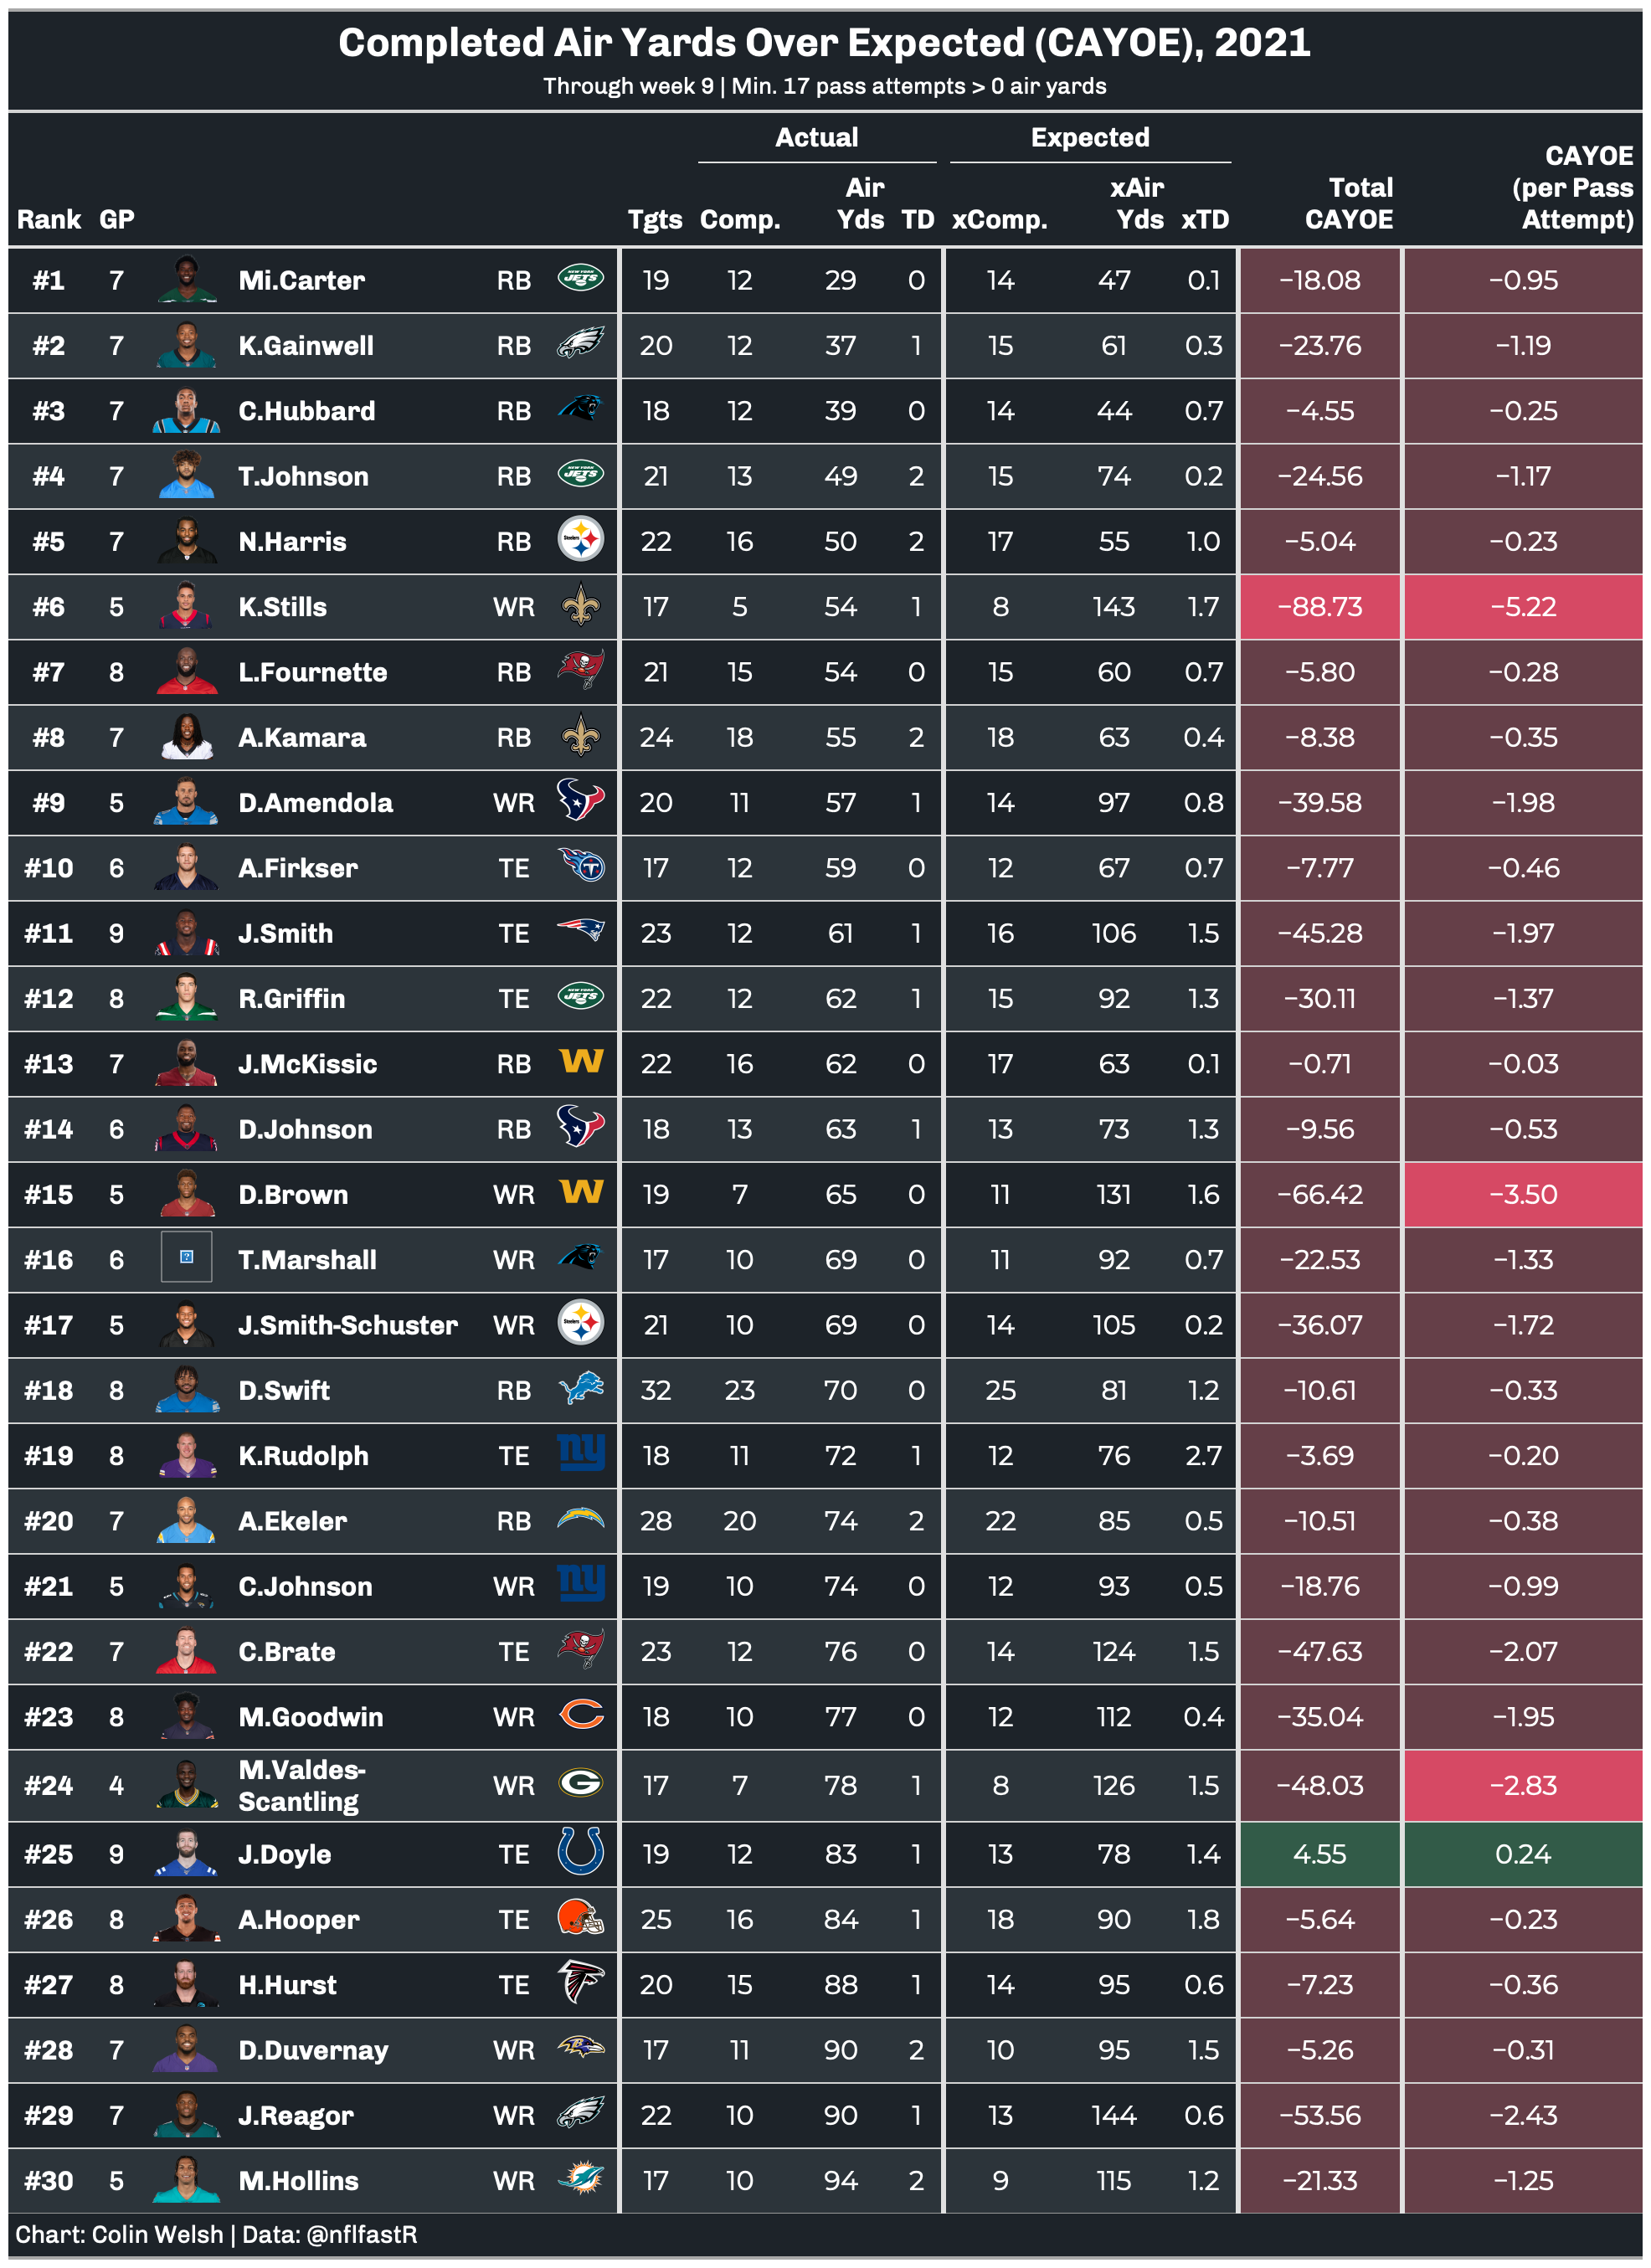 Completed Air Yards Over Expected (CAYOE), 2021
Through week 9 | Min. 17 pass attempts > 0 air yards
Actual Expected
Rank GP Tgts Comp. Air Yds TD xComp. xAir Yds xTD Total CAYOE CAYOE (per Pass Attempt)
#1 7 Mi.Carter RB NEW YORK JETS 19 12 29 0 14 47 0.1 −18.08 −0.95
#2 7 K.Gainwell RB 20 12 37 1 15 61 0.3 −23.76 −1.19
#3 7 C.Hubbard RB 18 12 39 0 14 44 0.7 −4.55 −0.25
#4 7 T.Johnson RB NEW YORK JETS 21 13 49 2 15 74 0.2 −24.56 −1.17
#5 7 N.Harris RB Steelers 22 16 50 2 17 55 1.0 −5.04 −0.23
#6 5 K.Stills WR 17 5 54 1 8 143 1.7 −88.73 −5.22
#7 8 L.Fournette RB 21 15 54 0 15 60 0.7 −5.80 −0.28
#8 7 A.Kamara RB 24 18 55 2 18 63 0.4 −8.38 −0.35
#9 5 D.Amendola WR 20 11 57 1 14 97 0.8 −39.58 −1.98
#10 6 A.Firkser TE T 17 12 59 0 12 67 0.7 −7.77 −0.46
#11 9 J.Smith TE 23 12 61 1 16 106 1.5 −45.28 −1.97
#12 8 R.Griffin TE NEW YORK JETS 22 12 62 1 15 92 1.3 −30.11 −1.37
#13 7 J.McKissic RB W 22 16 62 0 17 63 0.1 −0.71 −0.03
#14 6 D.Johnson RB 18 13 63 1 13 73 1.3 −9.56 −0.53
#15 5 D.Brown WR W 19 7 65 0 11 131 1.6 −66.42 −3.50
#16 6 ? T.Marshall WR 17 10 69 0 11 92 0.7 −22.53 −1.33
#17 5 J.Smith-Schuster WR Steelers 21 10 69 0 14 105 0.2 −36.07 −1.72
#18 8 D.Swift RB 32 23 70 0 25 81 1.2 −10.61 −0.33
#19 8 K.Rudolph TE ny 18 11 72 1 12 76 2.7 −3.69 −0.20
#20 7 A.Ekeler RB 28 20 74 2 22 85 0.5 −10.51 −0.38
#21 5 C.Johnson WR ny 19 10 74 0 12 93 0.5 −18.76 −0.99
#22 7 C.Brate TE 23 12 76 0 14 124 1.5 −47.63 −2.07
#23 8 M.Goodwin WR C 18 10 77 0 12 112 0.4 −35.04 −1.95
#24 4 M.Valdes-Scantling WR G 17 7 78 1 8 126 1.5 −48.03 −2.83
#25 9 J.Doyle TE 19 12 83 1 13 78 1.4 4.55 0.24
#26 8 A.Hooper TE 25 16 84 1 18 90 1.8 −5.64 −0.23
#27 8 H.Hurst TE 20 15 88 1 14 95 0.6 −7.23 −0.36
#28 7 D.Duvernay WR 17 11 90 2 10 95 1.5 −5.26 −0.31
#29 7 J.Reagor WR 22 10 90 1 13 144 0.6 −53.56 −2.43
#30 5 M.Hollins WR 17 10 94 2 9 115 1.2 −21.33 −1.25
Chart: Colin Welsh | Data: @nflfastR